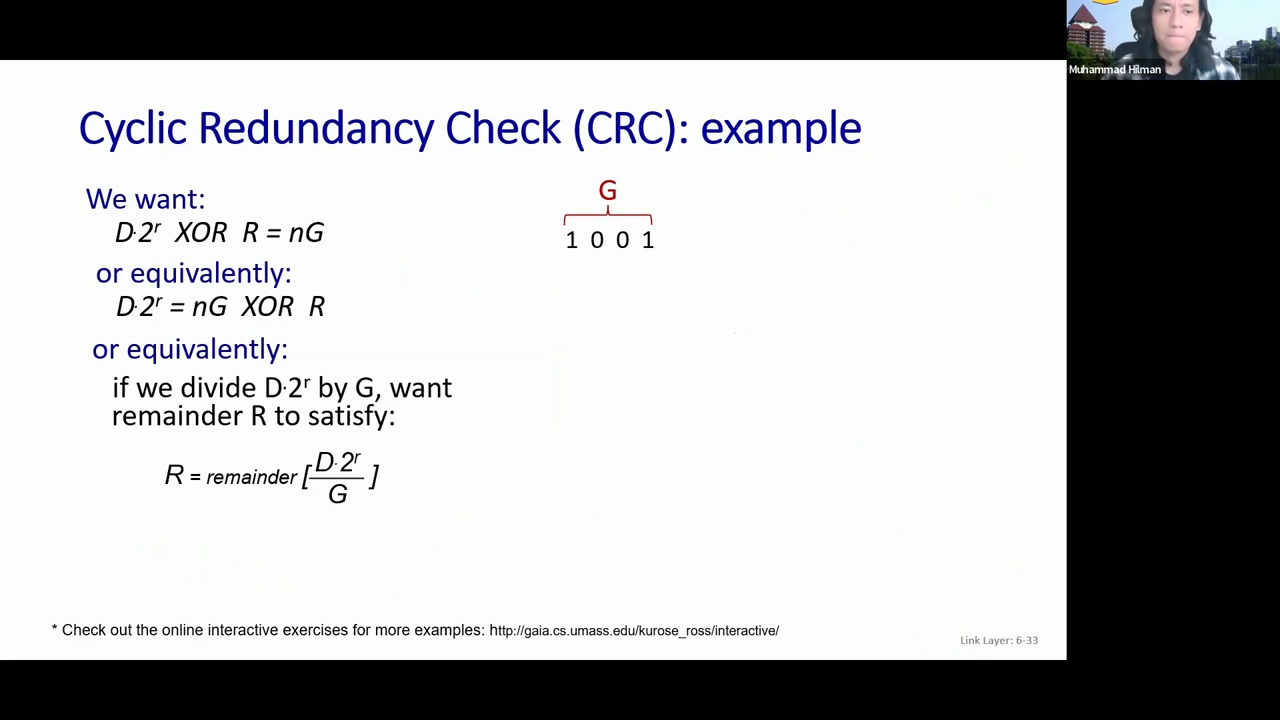 Muhammad Hilman
Cyclic Redundancy Check (CRC): example
We want:
D·2ʳ XOR R = nG
or equivalently:
D·2ʳ = nG XOR R
or equivalently:
if we divide D·2ʳ by G, want
remainder R to satisfy:
R = remainder [D·2ʳ / G]
G
1 0 0 1
* Check out the online interactive exercises for more examples: http://gaia.cs.umass.edu/kurose_ross/interactive/
Link Layer: 6-33